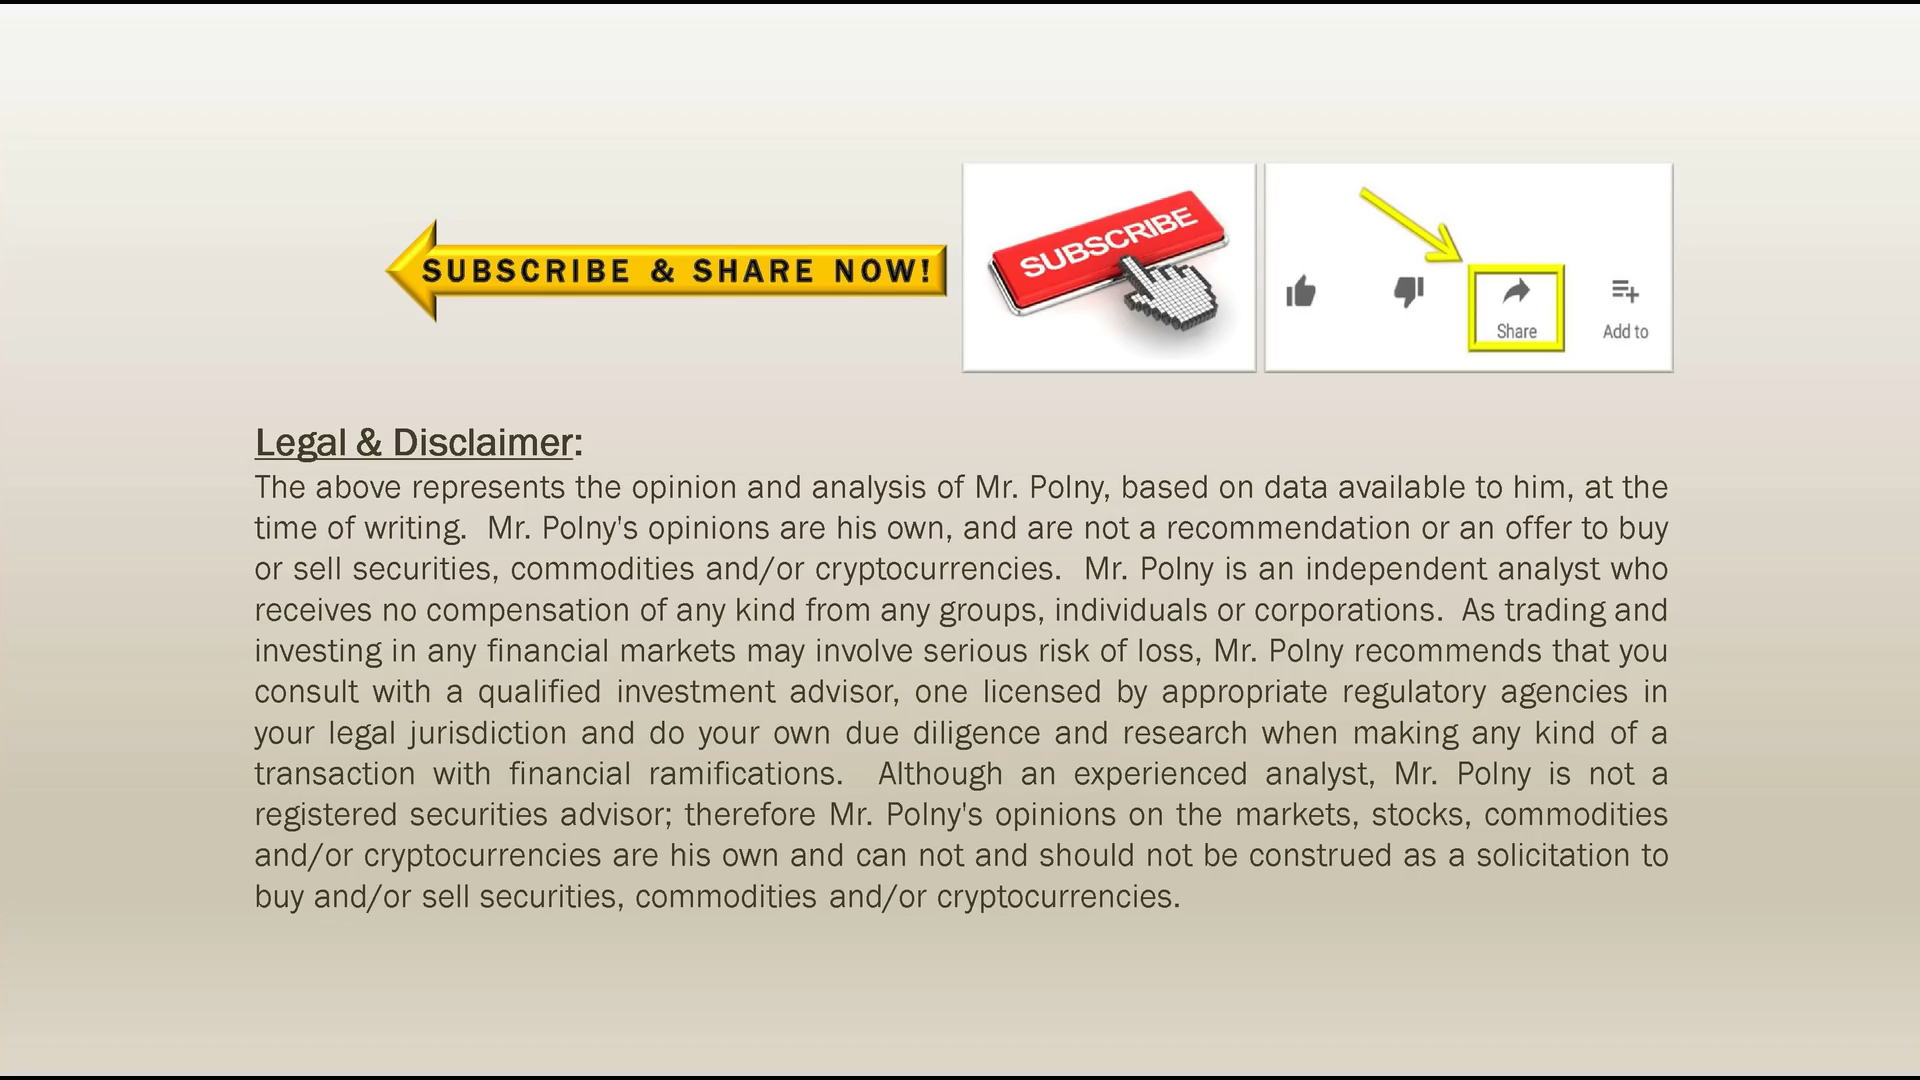 SUBSCRIBE & SHARE NOW!
SUBSCRIBE
Share
Add to
Legal & Disclaimer:
The above represents the opinion and analysis of Mr. Polny, based on data available to him, at the
time of writing.  Mr. Polny's opinions are his own, and are not a recommendation or an offer to buy
or sell securities, commodities and/or cryptocurrencies.  Mr. Polny is an independent analyst who
receives no compensation of any kind from any groups, individuals or corporations.  As trading and
investing in any financial markets may involve serious risk of loss, Mr. Polny recommends that you
consult with a qualified investment advisor, one licensed by appropriate regulatory agencies in
your legal jurisdiction and do your own due diligence and research when making any kind of a
transaction with financial ramifications.  Although an experienced analyst, Mr. Polny is not a
registered securities advisor; therefore Mr. Polny's opinions on the markets, stocks, commodities
and/or cryptocurrencies are his own and can not and should not be construed as a solicitation to
buy and/or sell securities, commodities and/or cryptocurrencies.